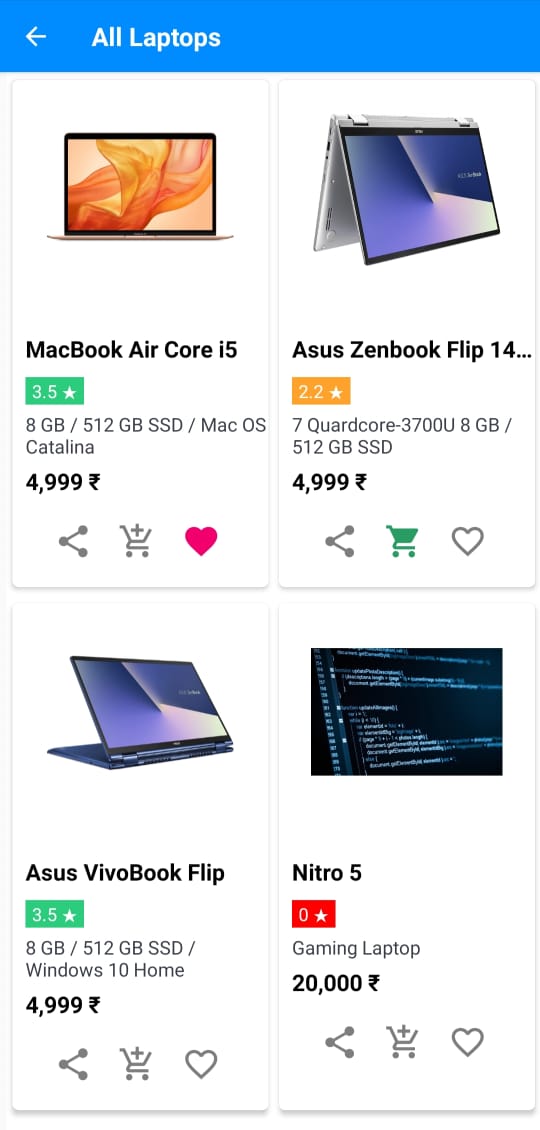 All Laptops
MacBook Air Core i5
3.5 ★
8 GB / 512 GB SSD / Mac OS
Catalina
4,999 ₹
Asus Zenbook Flip 14...
2.2 ★
7 Quardcore-3700U 8 GB /
512 GB SSD
4,999 ₹
Asus VivoBook Flip
3.5 ★
8 GB / 512 GB SSD /
Windows 10 Home
4,999 ₹
Nitro 5
0 ★
Gaming Laptop
20,000 ₹